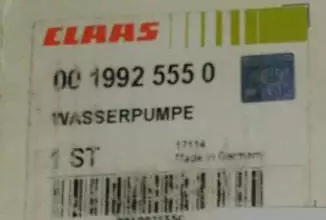 CLAAS
00 1992 555 0
WASSERPUMPE
1 ST
17114
Made in Germany